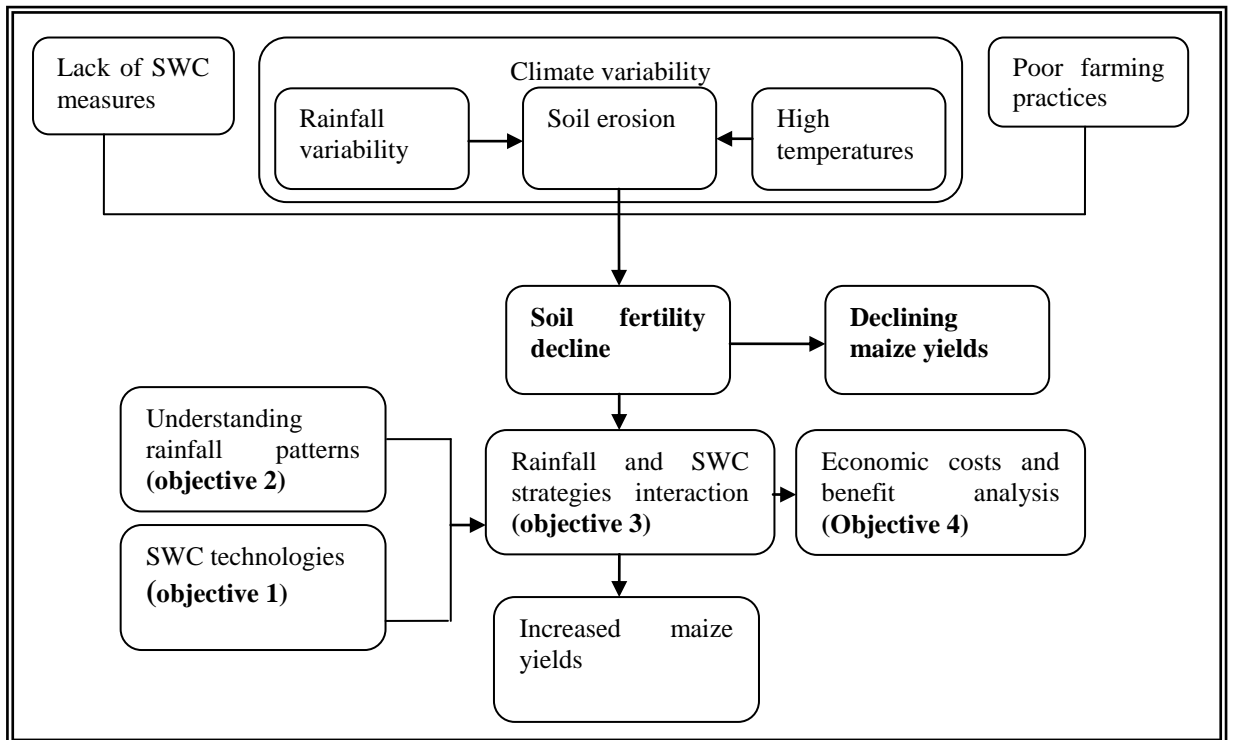 Lack of SWC
measures
Climate variability
Rainfall
variability
Soil erosion
High
temperatures
Poor farming
practices
Soil fertility
decline
Declining
maize yields
Understanding
rainfall patterns
(objective 2)
Rainfall and SWC
strategies interaction
(objective 3)
Economic costs and
benefit analysis
(Objective 4)
SWC technologies
(objective 1)
Increased maize
yields